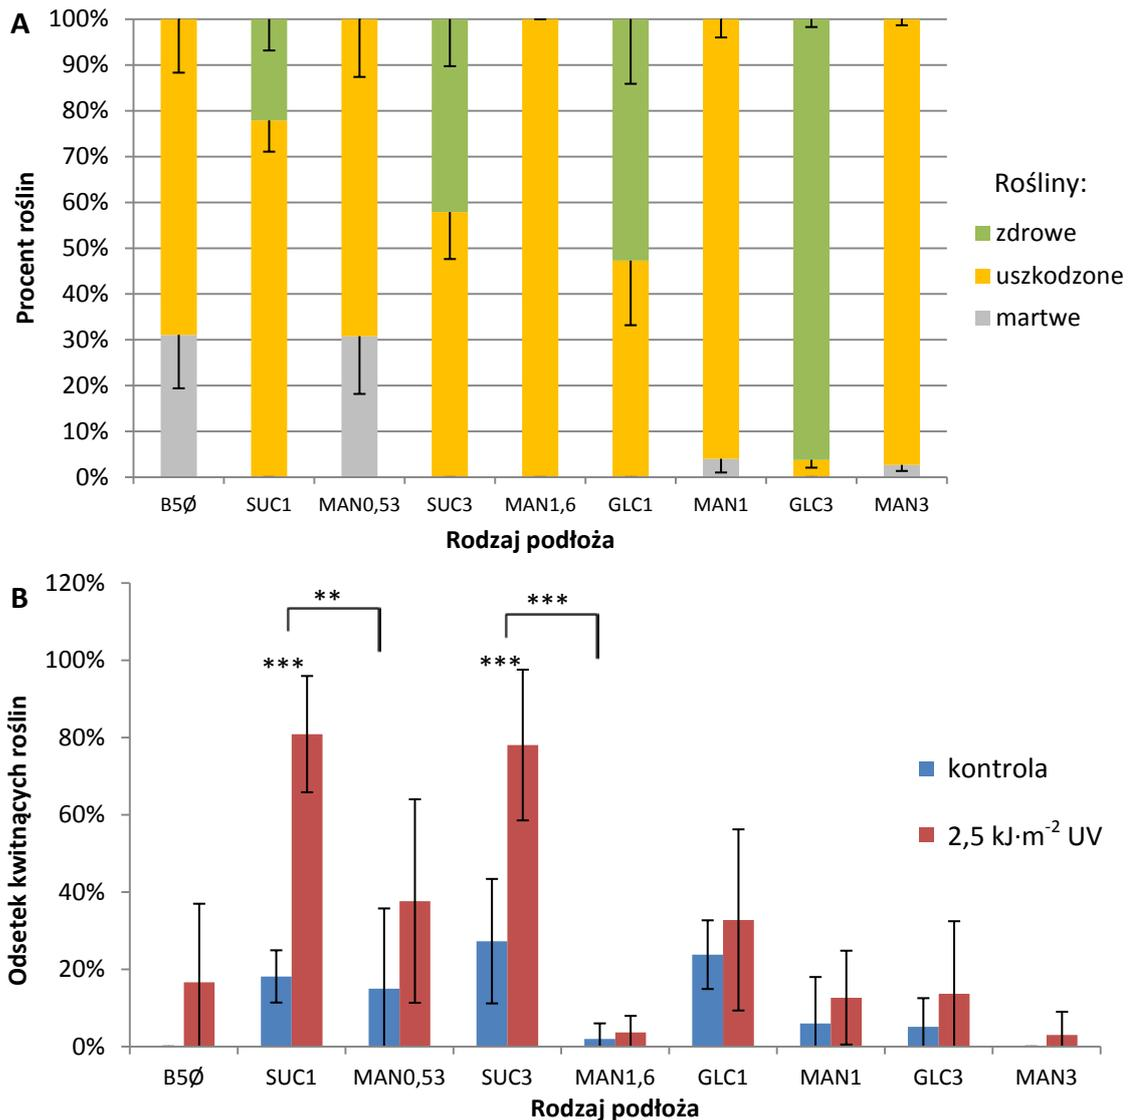 A
100%
90%
80%
70%
60%
50%
40%
30%
20%
10%
0%
Procent roślin
B5Ø SUC1 MAN0,53 SUC3 MAN1,6 GLC1 MAN1 GLC3 MAN3
Rodzaj podłoża
Rośliny:
zdrowe
uszkodzone
martwe
B
120%
100%
80%
60%
40%
20%
0%
Odsetek kwitnących roślin
** ***
*** ***
kontrola
2,5 kJ·m⁻² UV
B5Ø SUC1 MAN0,53 SUC3 MAN1,6 GLC1 MAN1 GLC3 MAN3
Rodzaj podłoża